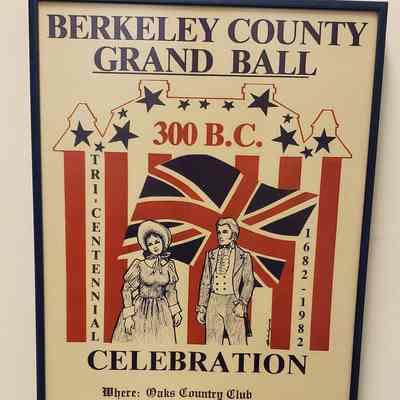 BERKELEY COUNTY
GRAND BALL
300 B.C.
TRI-CENTENNIAL
1682-1982
CELEBRATION
Where: Oaks Country Club